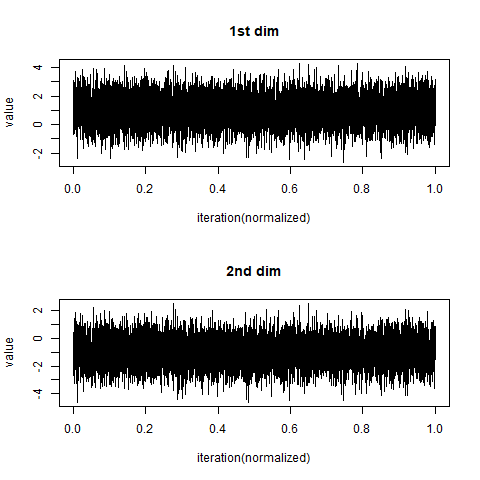 1st dim
value
4
2
0
-2
0.0 0.2 0.4 0.6 0.8 1.0
iteration(normalized)
2nd dim
value
2
0
-2
-4
0.0 0.2 0.4 0.6 0.8 1.0
iteration(normalized)